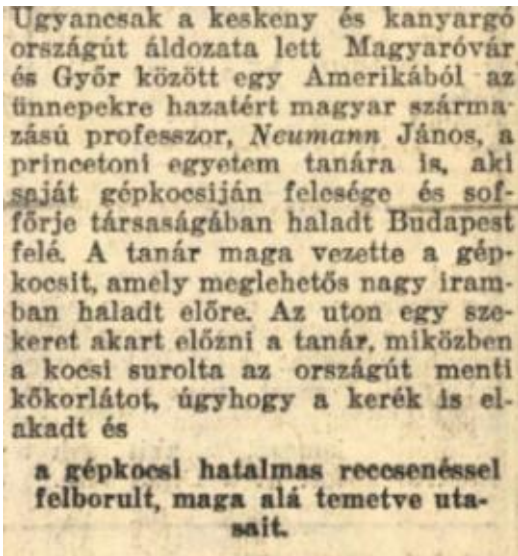 Ugyancsak a keskeny és kanyargó
országút áldozata lett Magyaróvár
és Győr között egy Amerikából az
ünnepekre hazatért magyar szárma-
zású professzor, Neumann János, a
princetoni egyetem tanára is, aki
saját gépkocsiján felesége és sof-
főrje társaságában haladt Budapest
felé. A tanár maga vezette a gép-
kocsit, amely meglehetős nagy iram-
ban haladt előre. Az uton egy sze-
keret akart előzni a tanár, miközben
a kocsi surolta az országút menti
kőkorlátot, úgyhogy a kerék is el-
akadt és
a gépkocsi hatalmas reccsenéssel
felborult, maga alá temetve uta-
sait.